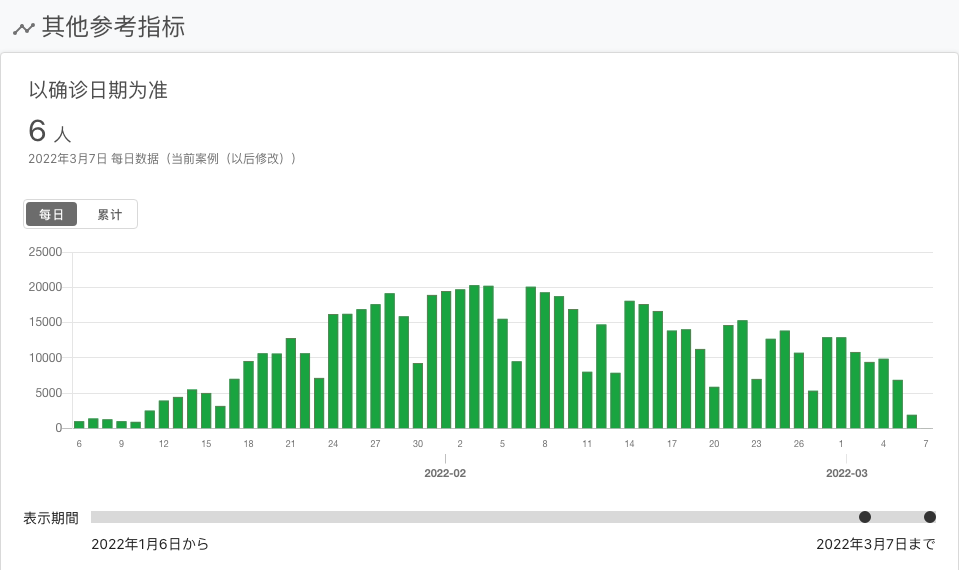 其他参考指标
以确诊日期为准
6 人
2022年3月7日 每日数据（当前案例（以后修改））
每日 累计
25000
20000
15000
10000
5000
0
6 9 12 15 18 21 24 27 30 2 5 8 11 14 17 20 23 26 1 4 7
2022-02 2022-03
表示期間
2022年1月6日から 2022年3月7日まで